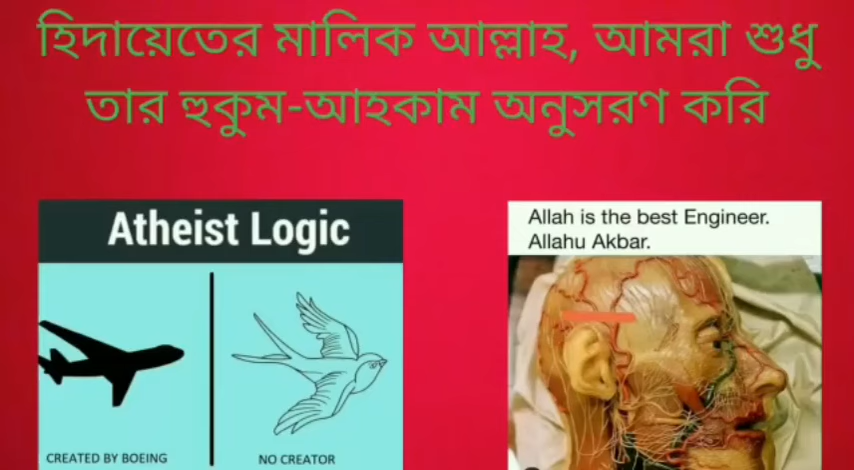 হিদায়েতের মালিক আল্লাহ, আমরা শুধু
তার হুকুম-আহকাম অনুসরণ করি
Atheist Logic
CREATED BY BOEING
NO CREATOR
Allah is the best Engineer.
Allahu Akbar.